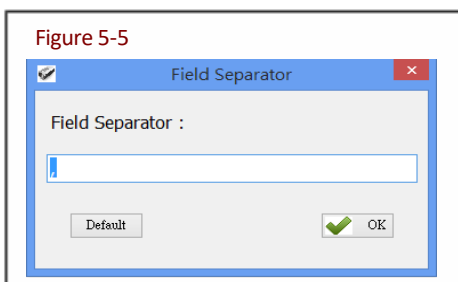 Figure 5-5
Field Separator
Field Separator :
,
Default
OK